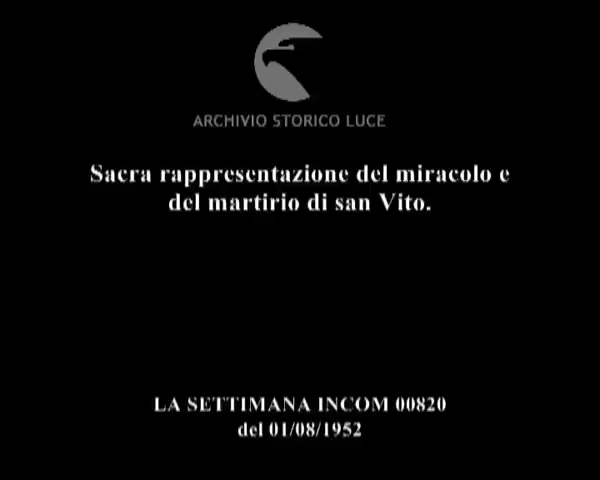 ARCHIVIO STORICO LUCE
Sacra rappresentazione del miracolo e
del martirio di san Vito.
LA SETTIMANA INCOM 00820
del 01/08/1952